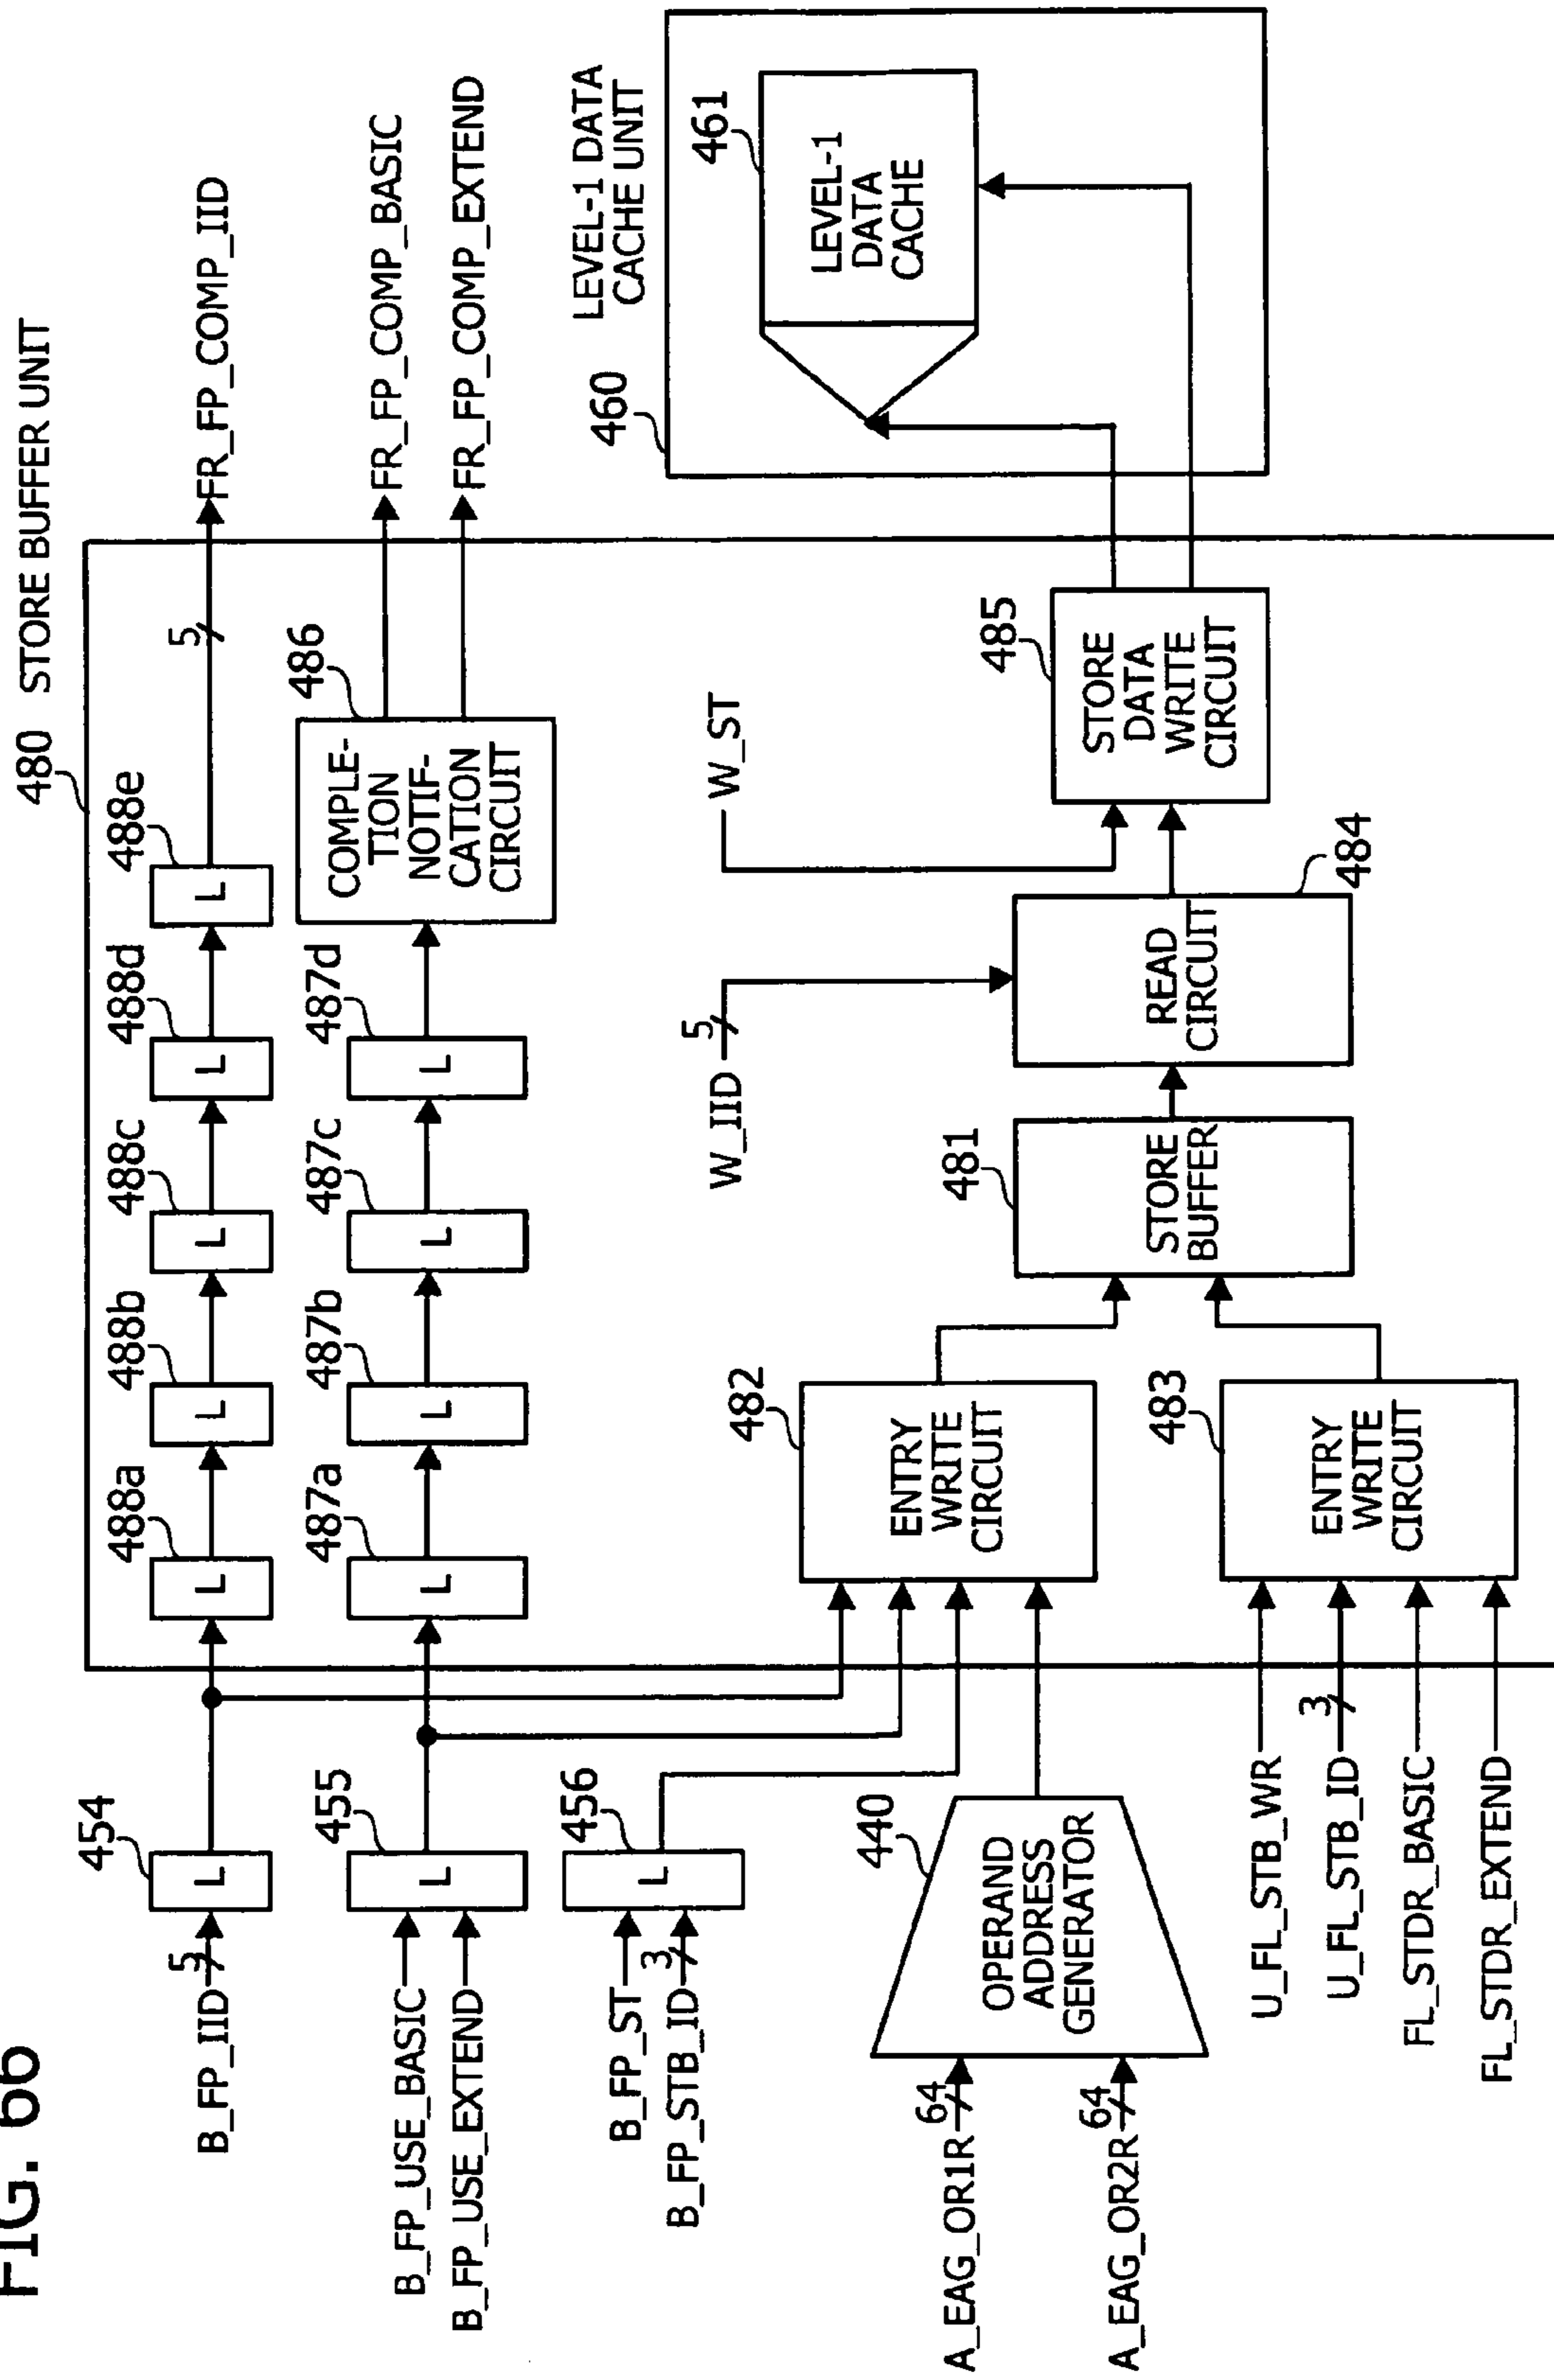 FIG.
480 STORE BUFFER UNIT
454
488a
488b
488c
488d
488e
B_FP_IID
5
L
L
L
L
L
L
5
FR_FP_COMP_IID
455
487a
487b
487c
487d
486
B_FP_USE_BASIC
B_FP_USE_EXTEND
L
L
L
L
L
COMPLE-
TION
NOTIF-
CATION
CIRCUIT
FR_FP_COMP_BASIC
FR_FP_COMP_EXTEND
456
B_FP_ST
B_FP_STB_ID
3
L
LEVEL-1 DATA
CACHE UNIT
460
461
LEVEL-1
DATA
CACHE
482
ENTRY
WRITE
CIRCUIT
W_IID
5
W_ST
440
OPERAND
ADDRESS
GENERATOR
A_EAG_OR1R
64
A_EAG_OR2R
64
481
STORE
BUFFER
READ
CIRCUIT
484
485
STORE
DATA
WRITE
CIRCUIT
483
ENTRY
WRITE
CIRCUIT
U_FL_STB_WR
U_FL_STB_ID
3
FL_STDR_BASIC
FL_STDR_EXTEND